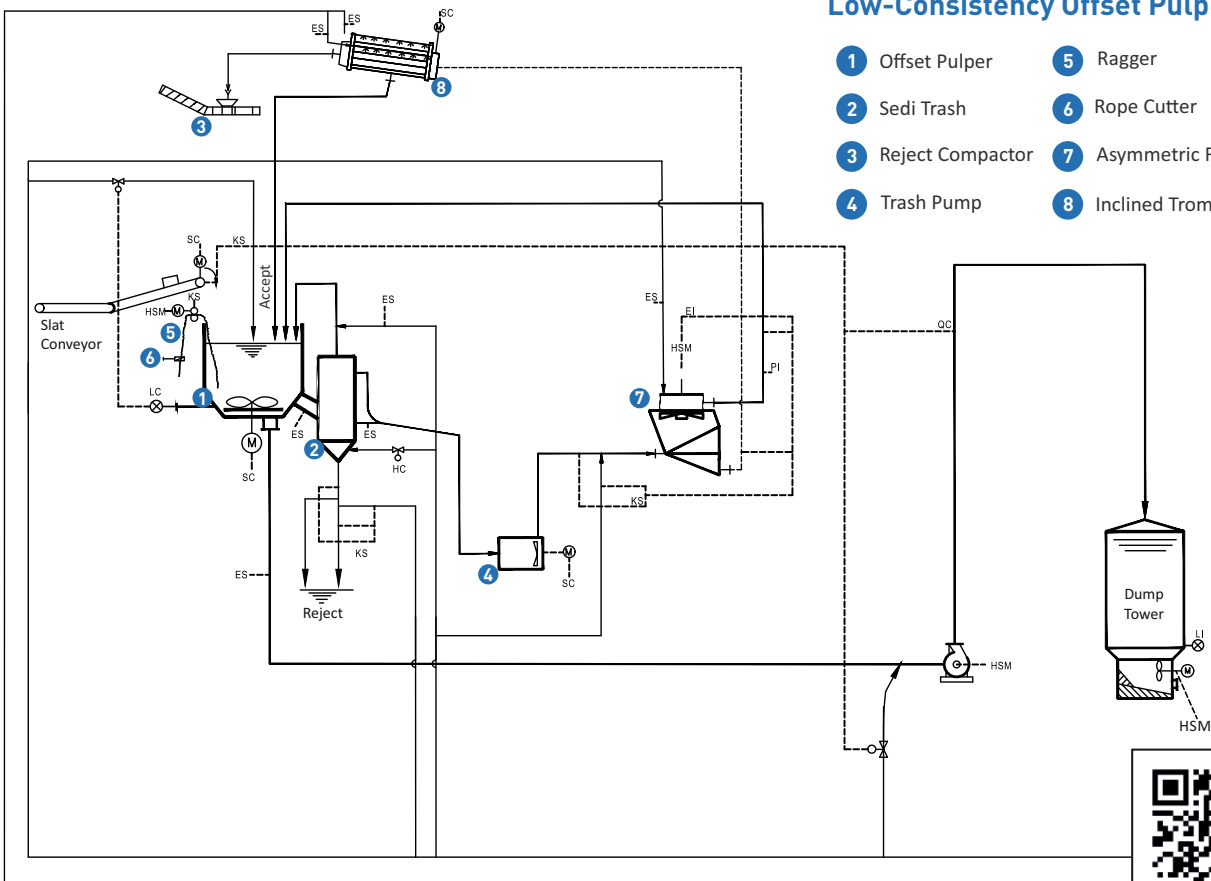 Low-Consistency Offset Pulp
1 Offset Pulper
5 Ragger
2 Sedi Trash
6 Rope Cutter
3 Reject Compactor
7 Asymmetric
4 Trash Pump
8 Inclined Trom
SC
M
ES
ES
8
3
SC
M
KS
Accept
KS
HSM
M
5
Slat
Conveyor
6
LC
1
M
SC
ES
2
ES
ES
HC
KS
Reject
ES
4
M
SC
KS
ES
EI
HSM
PI
7
QC
HSM
Dump
Tower
LI
M
HSM